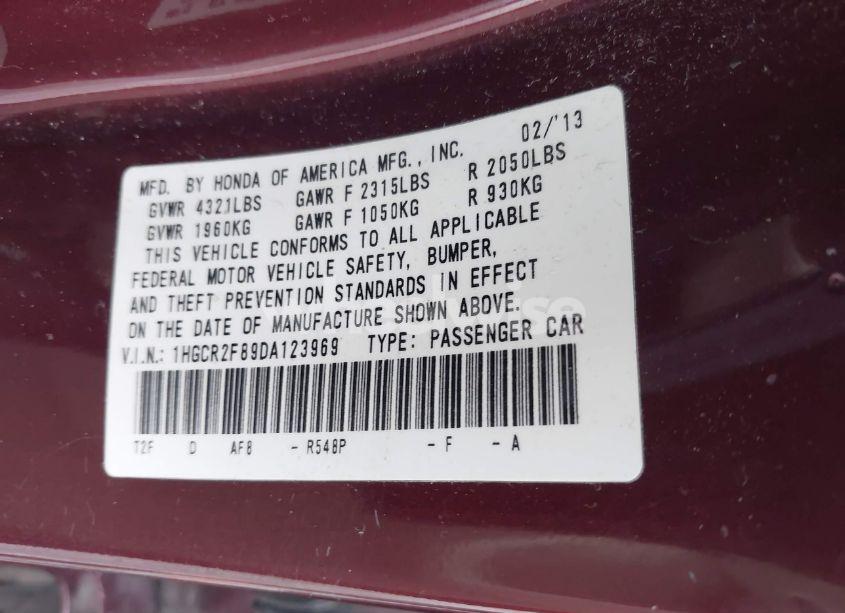 MFD. BY HONDA OF AMERICA MFG., INC. 02/'13
GVWR 4321LBS GAWR F 2315LBS R 2050LBS
GVWR 1960KG GAWR F 1050KG R 930KG
THIS VEHICLE CONFORMS TO ALL APPLICABLE
FEDERAL MOTOR VEHICLE SAFETY, BUMPER,
AND THEFT PREVENTION STANDARDS IN EFFECT
ON THE DATE OF MANUFACTURE SHOWN ABOVE.
V.I.N.: 1HGCR2F89DA123969 TYPE: PASSENGER CAR
T2F D AF8 - R548P - F - A